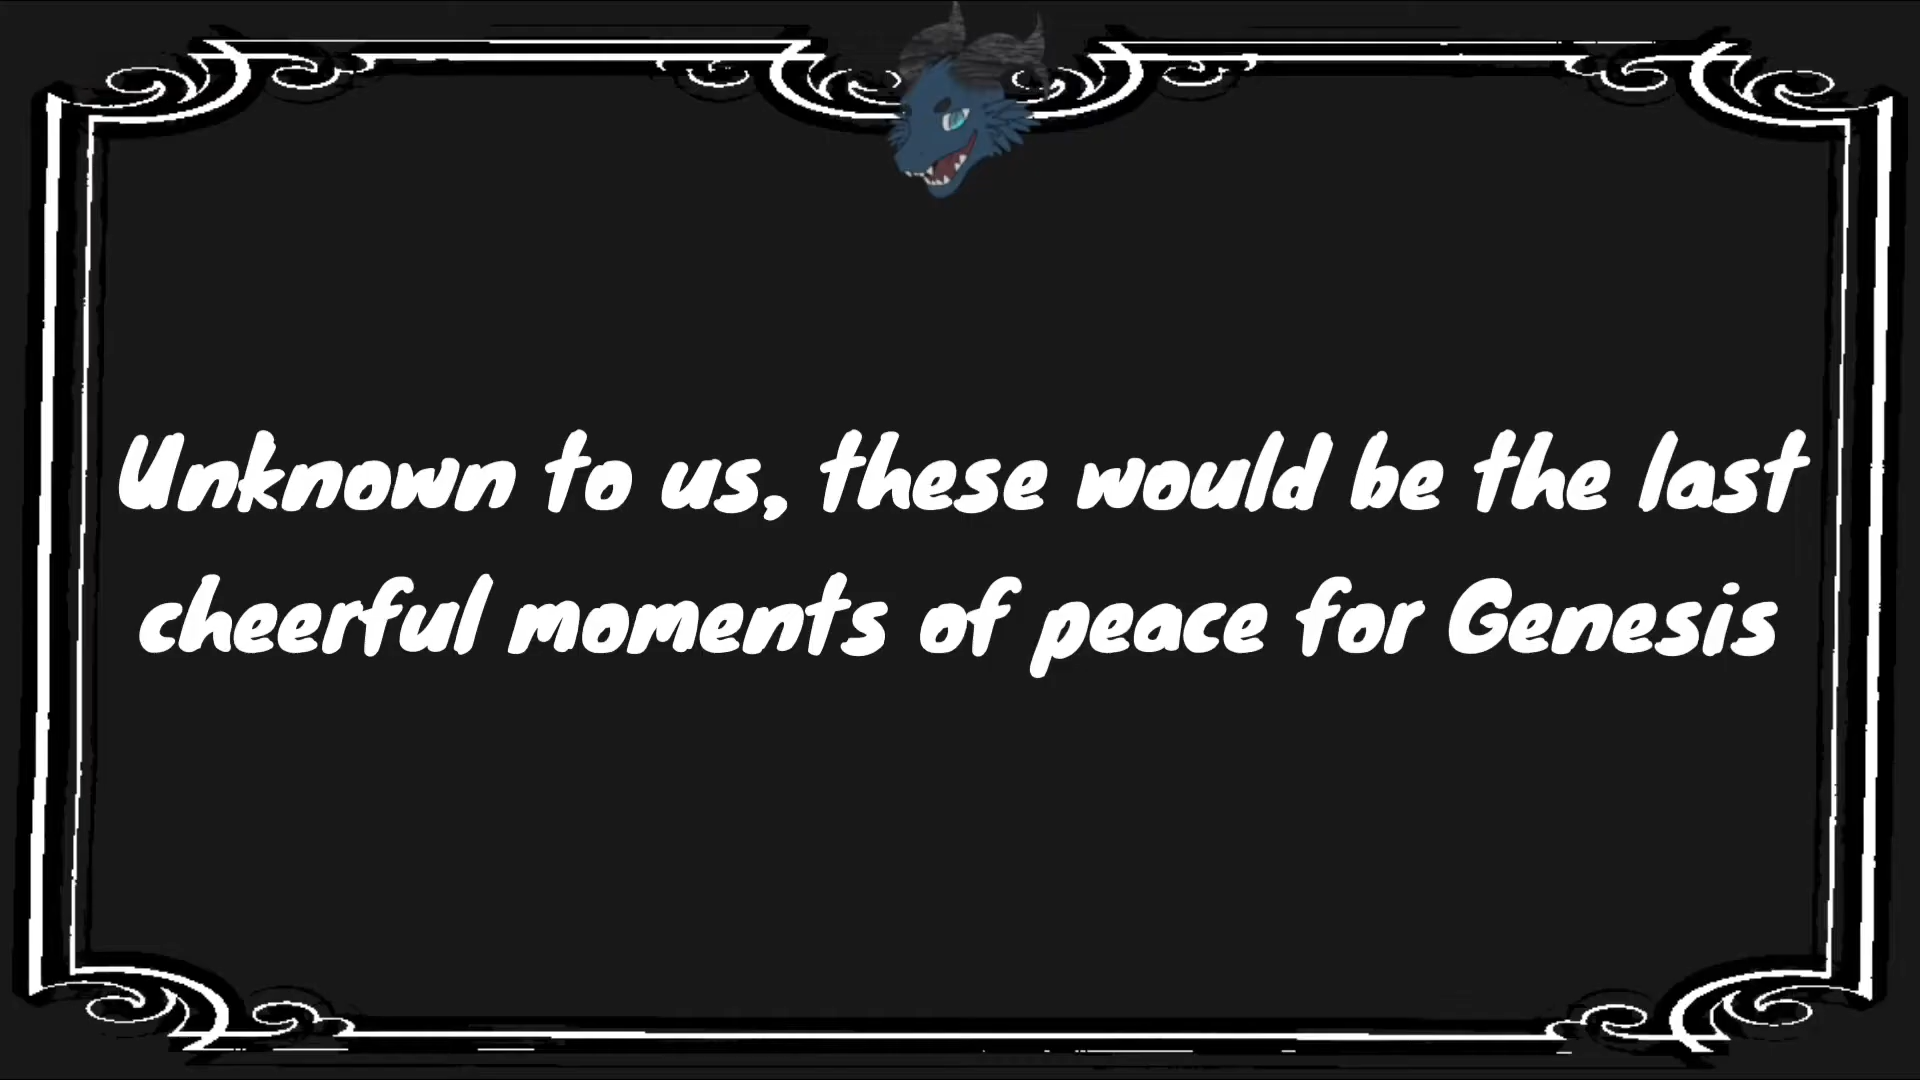 Unknown to us, these would be the last
cheerful moments of peace for Genesis